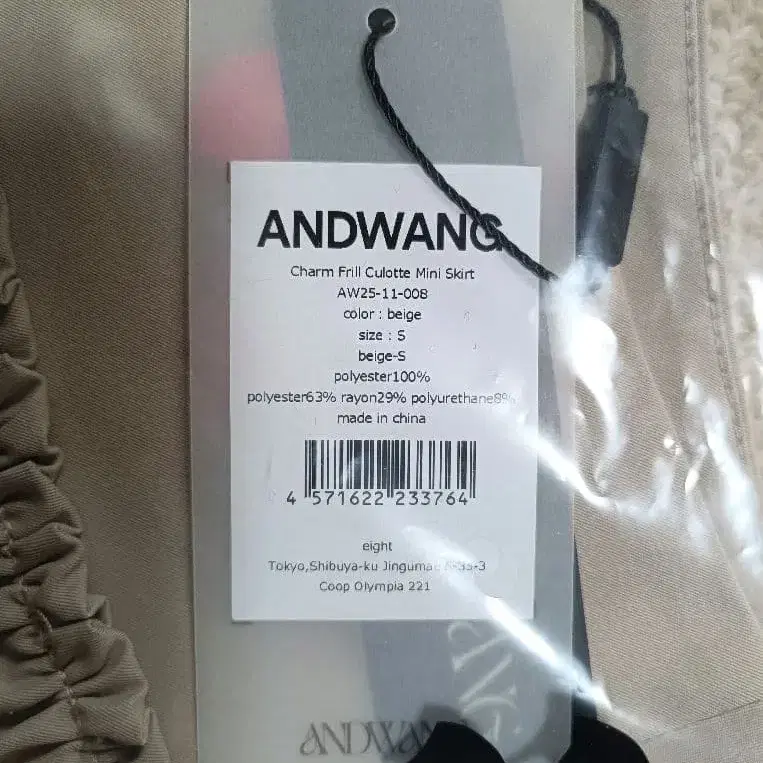 ANDWANG
Charm Frill Culotte Mini Skirt
AW25-11-008
color : beige
size : S
beige-S
polyester100%
polyester63% rayon29% polyurethane8%
made in china
4 571622 233764
eight
Tokyo,Shibuya-ku
Coop Olympia 221
ANDWANG